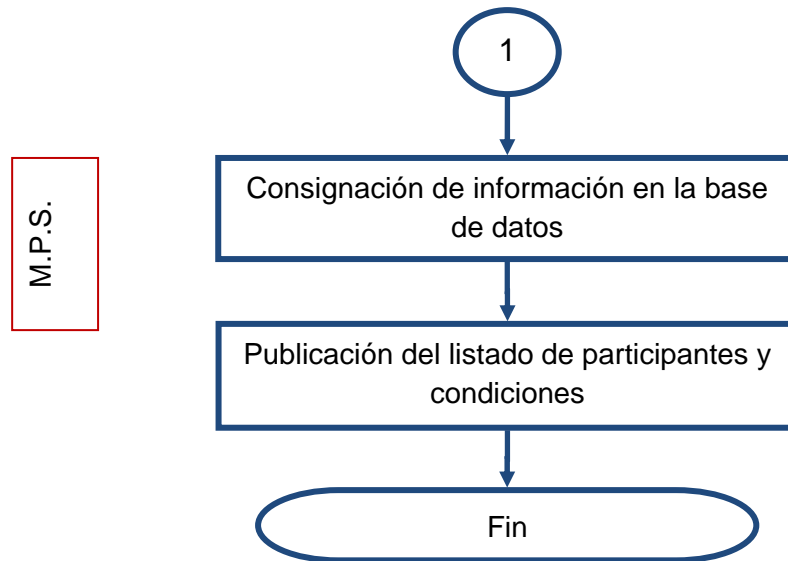 1
M.P.S.
Consignación de información en la base
de datos
Publicación del listado de participantes y
condiciones
Fin